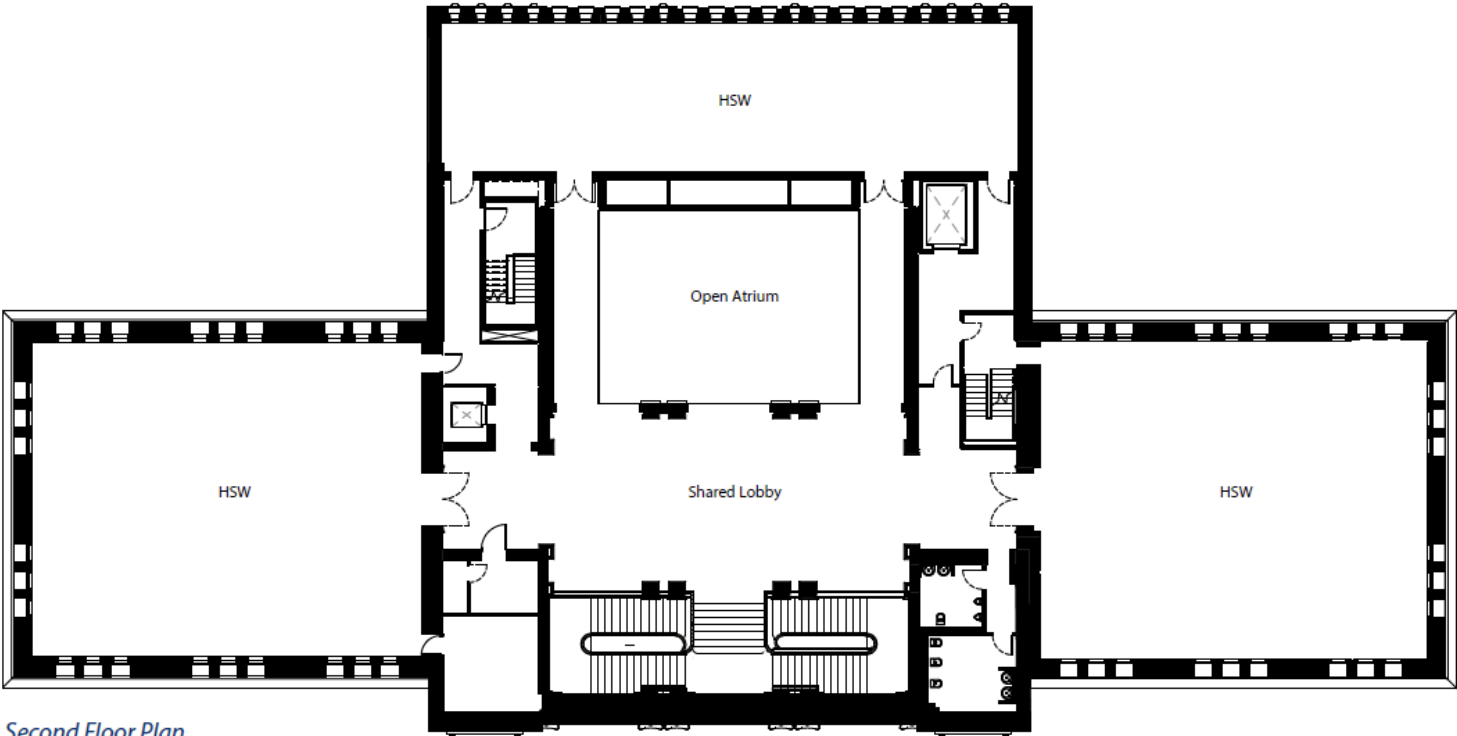 HSW
Open Atrium
HSW
Shared Lobby
HSW
Second Floor Plan